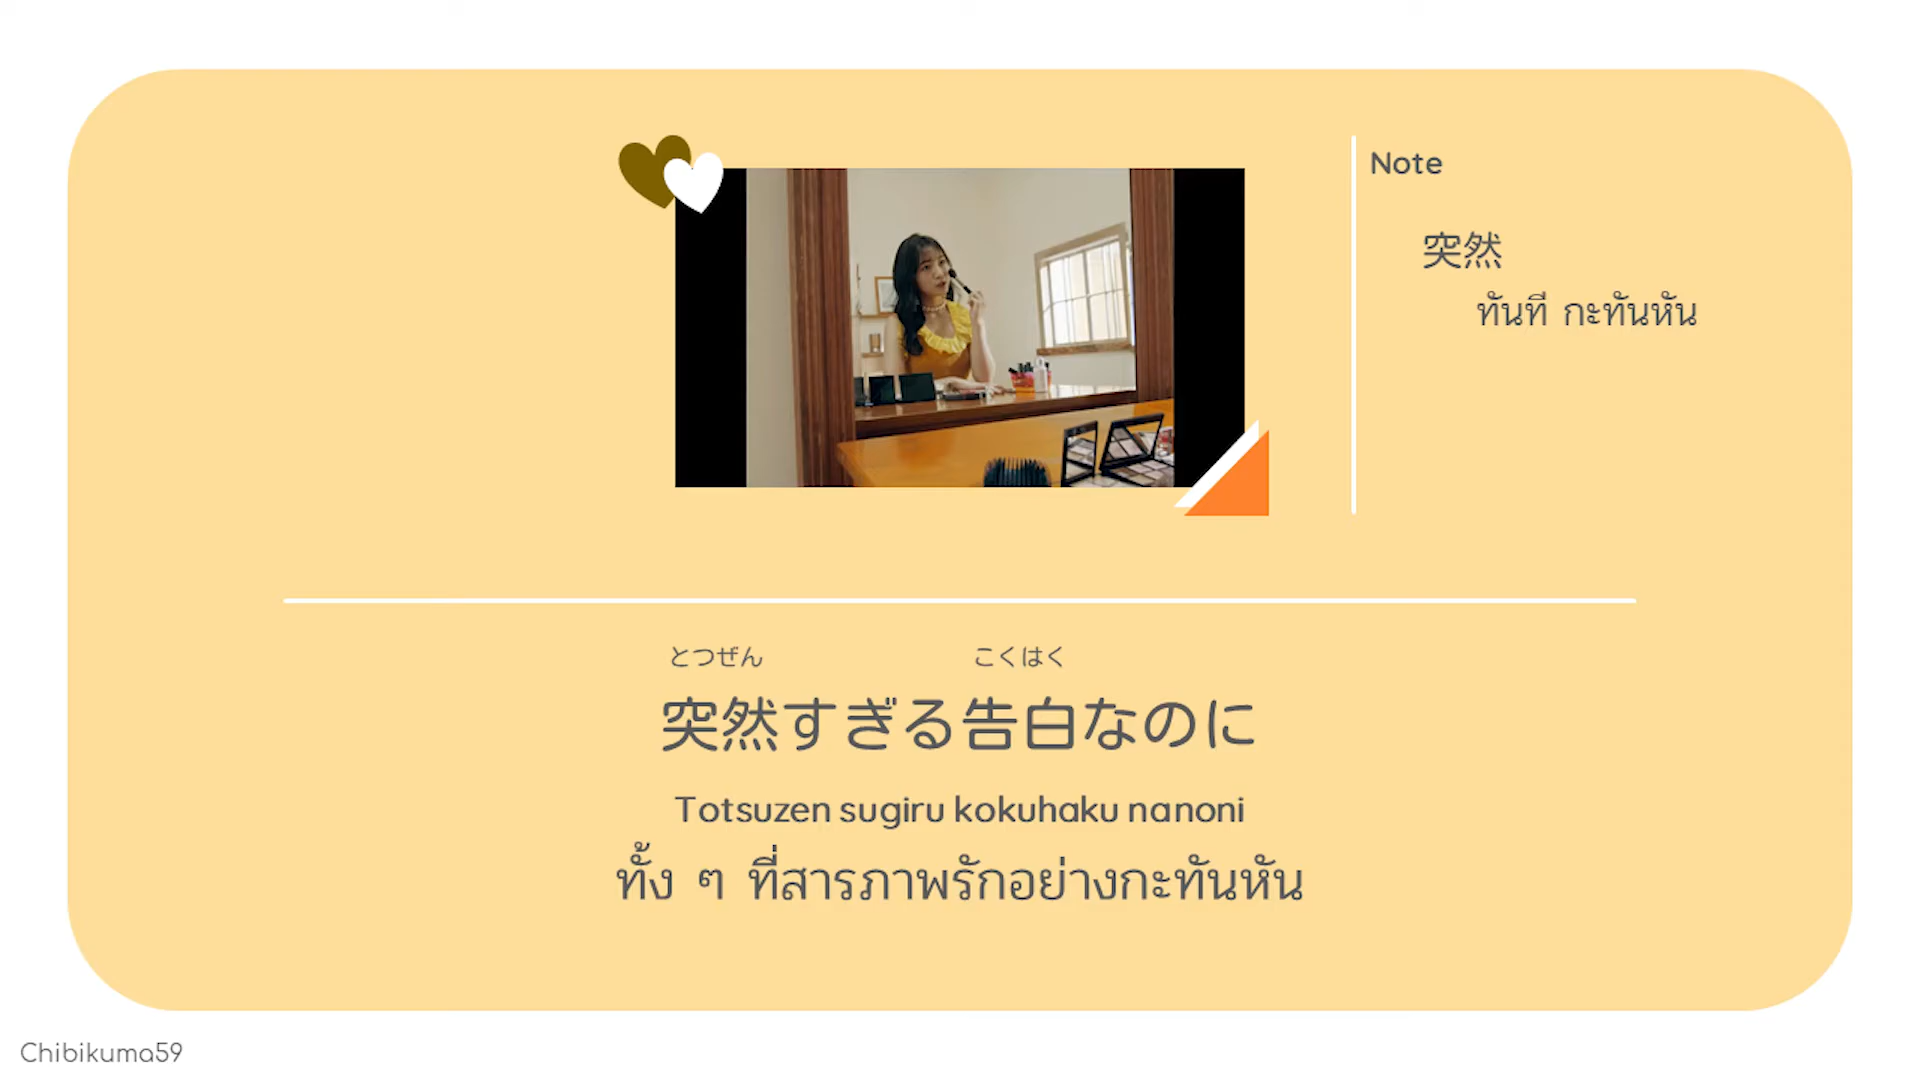 Note
突然
ทันที กะทันหัน
とつぜん こくはく
突然すぎる告白なのに
Totsuzen sugiru kokuhaku nanoni
ทั้ง ๆ ที่สารภาพรักอย่างกะทันหัน
Chibikuma59